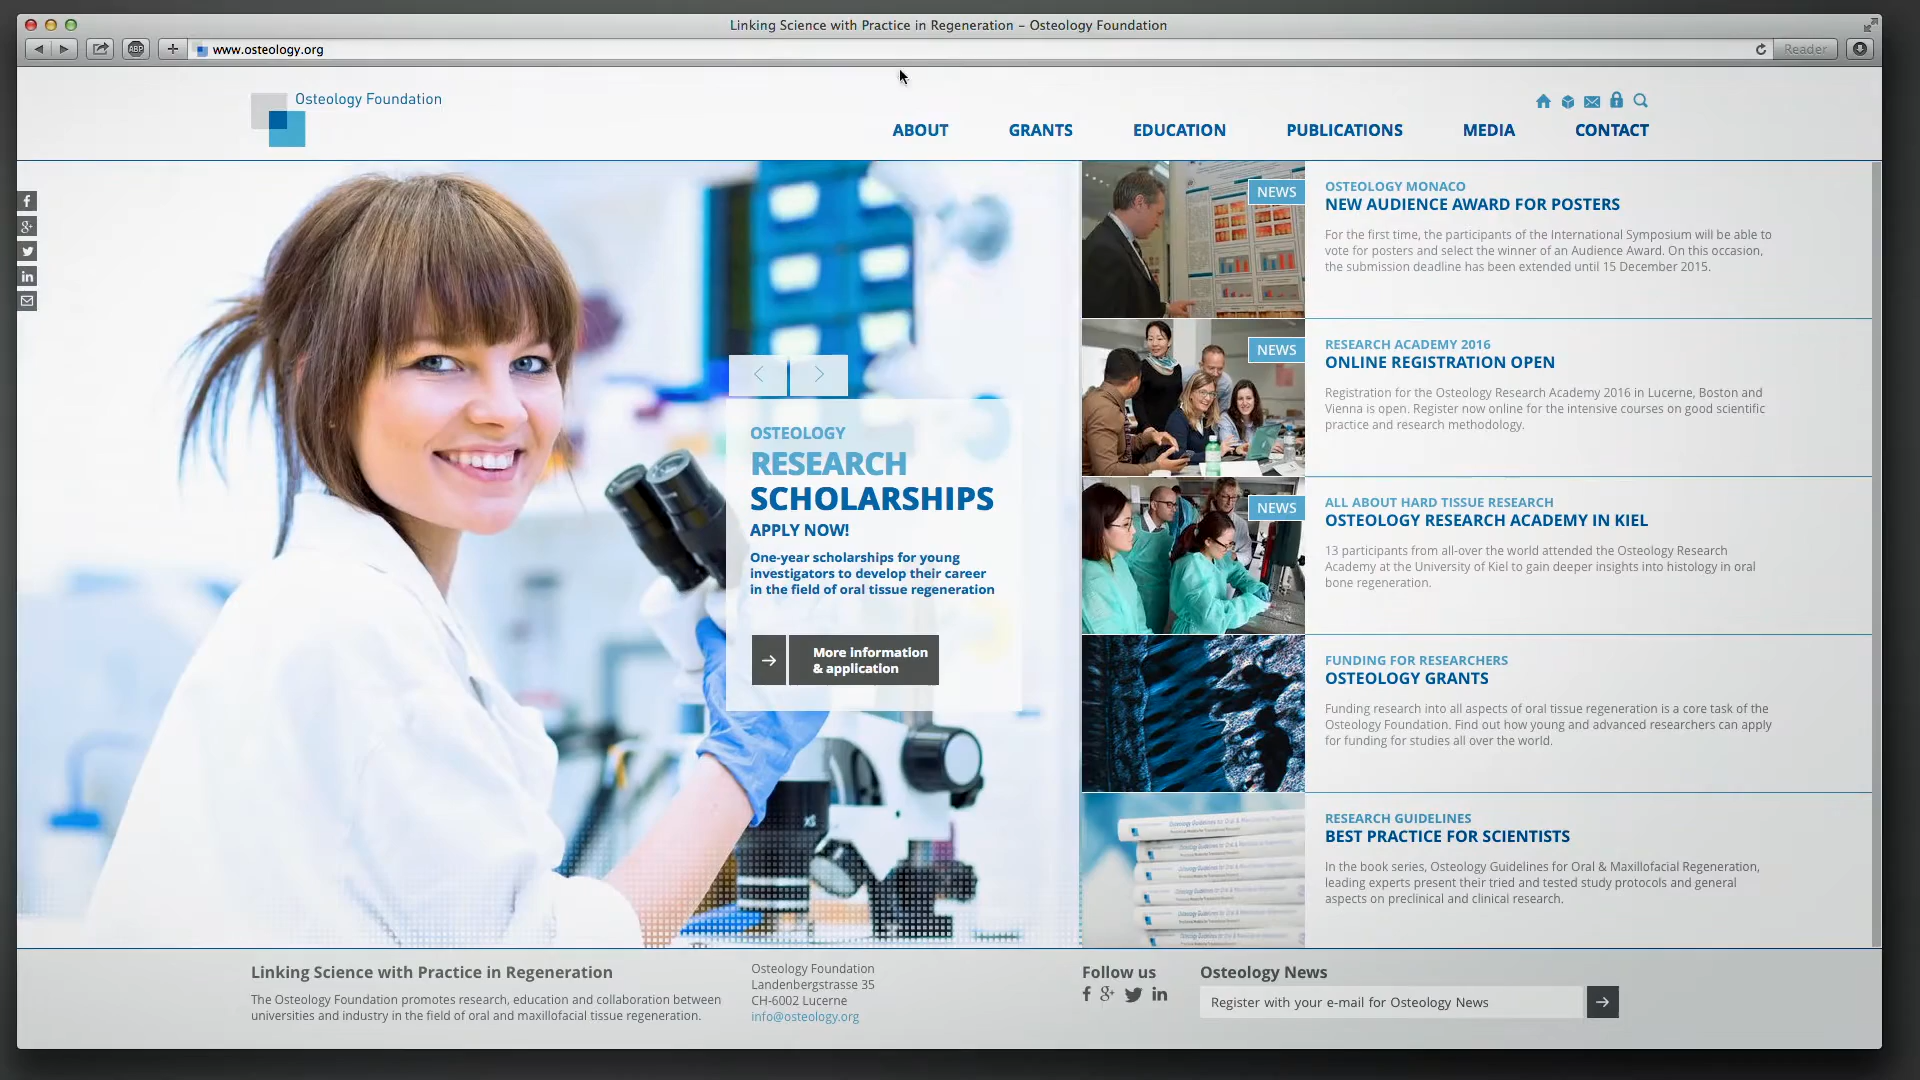 Linking Science with Practice in Regeneration – Osteology Foundation
ABP
www.osteology.org
Reader
Osteology Foundation
ABOUT
GRANTS
EDUCATION
PUBLICATIONS
MEDIA
CONTACT
OSTEOLOGY
RESEARCH
SCHOLARSHIPS
APPLY NOW!
One-year scholarships for young
investigators to develop their career
in the field of oral tissue regeneration
More information
& application
NEWS
OSTEOLOGY MONACO
NEW AUDIENCE AWARD FOR POSTERS
For the first time, the participants of the International Symposium will be able to
vote for posters and select the winner of an Audience Award. On this occasion,
the submission deadline has been extended until 15 December 2015.
NEWS
RESEARCH ACADEMY 2016
ONLINE REGISTRATION OPEN
Registration for the Osteology Research Academy 2016 in Lucerne, Boston and
Vienna is open. Register now online for the intensive courses on good scientific
practice and research methodology.
NEWS
ALL ABOUT HARD TISSUE RESEARCH
OSTEOLOGY RESEARCH ACADEMY IN KIEL
13 participants from all-over the world attended the Osteology Research
Academy at the University of Kiel to gain deeper insights into histology in oral
bone regeneration.
FUNDING FOR RESEARCHERS
OSTEOLOGY GRANTS
Funding research into all aspects of oral tissue regeneration is a core task of the
Osteology Foundation. Find out how young and advanced researchers can apply
for funding for studies all over the world.
RESEARCH GUIDELINES
BEST PRACTICE FOR SCIENTISTS
In the book series, Osteology Guidelines for Oral & Maxillofacial Regeneration,
leading experts present their tried and tested study protocols and general
aspects on preclinical and clinical research.
Linking Science with Practice in Regeneration
The Osteology Foundation promotes research, education and collaboration between
universities and industry in the field of oral and maxillofacial tissue regeneration.
Osteology Foundation
Landenbergstrasse 35
CH-6002 Lucerne
info@osteology.org
Follow us
Osteology News
Register with your e-mail for Osteology News